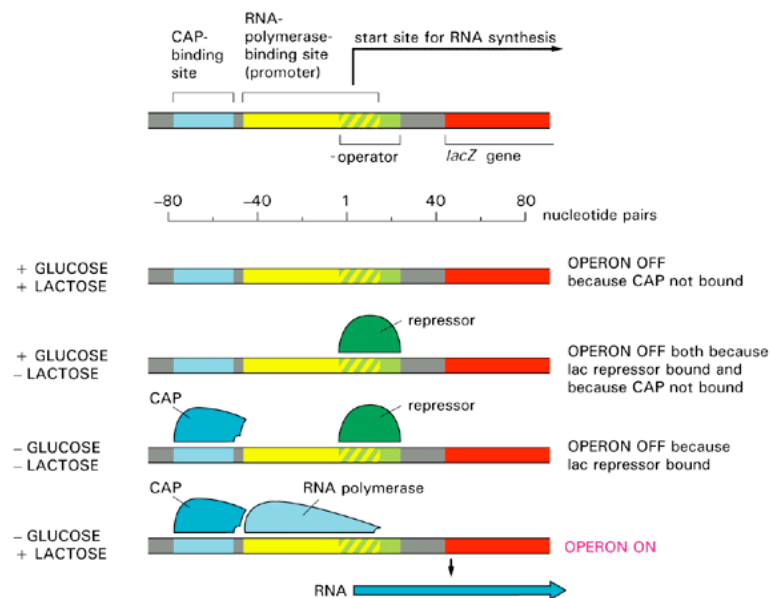 CAP-
binding
site
RNA-
polymerase-
binding site
(promoter)
start site for RNA synthesis
-operator
lacZ gene
−80
−40
1
40
80
nucleotide pairs
+ GLUCOSE
+ LACTOSE
OPERON OFF
because CAP not bound
repressor
+ GLUCOSE
− LACTOSE
OPERON OFF both because
lac repressor bound and
because CAP not bound
CAP
repressor
− GLUCOSE
− LACTOSE
OPERON OFF because
lac repressor bound
CAP
RNA polymerase
− GLUCOSE
+ LACTOSE
OPERON ON
RNA